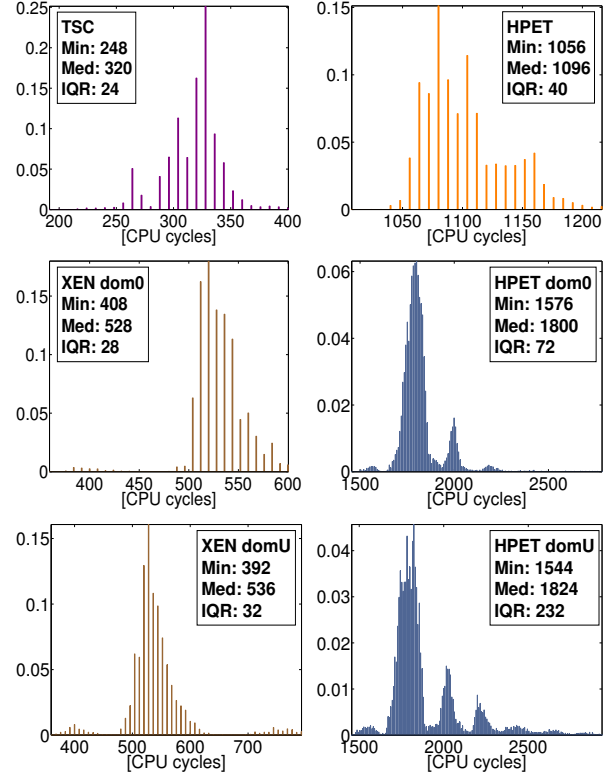 0.25
0.2
0.15
0.1
0.05
0
TSC
Min: 248
Med: 320
IQR: 24
200 250 300 350 400
[CPU cycles]
0.15
0.1
0.05
0
HPET
Min: 1056
Med: 1096
IQR: 40
1050 1100 1150 1200
[CPU cycles]
0.15
0.1
0.05
0
XEN dom0
Min: 408
Med: 528
IQR: 28
400 450 500 550 600
[CPU cycles]
0.06
0.04
0.02
0
HPET dom0
Min: 1576
Med: 1800
IQR: 72
1500 2000 2500
[CPU cycles]
0.15
0.1
0.05
0
XEN domU
Min: 392
Med: 536
IQR: 32
400 500 600 700
[CPU cycles]
0.04
0.03
0.02
0.01
0
HPET domU
Min: 1544
Med: 1824
IQR: 232
1500 2000 2500
[CPU cycles]